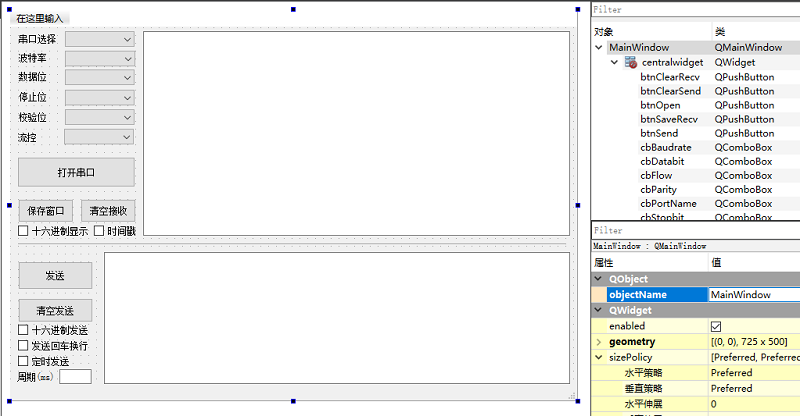 在这里输入
串口选择
波特率
数据位
停止位
校验位
流控
打开串口
保存窗口 清空接收
十六进制显示 时间戳
发送
清空发送
十六进制发送
发送回车换行
定时发送
周期(ms)
Filter
对象 类
MainWindow QMainWindow
centralwidget QWidget
btnClearRecv QPushButton
btnClearSend QPushButton
btnOpen QPushButton
btnSaveRecv QPushButton
btnSend QPushButton
cbBaudrate QComboBox
cbDatabit QComboBox
cbFlow QComboBox
cbParity QComboBox
cbPortName QComboBox
cbStopbit QComboBox
Filter
MainWindow : QMainWindow
属性 值
QObject
objectName MainWindow
QWidget
enabled
geometry [(0, 0), 725 x 500]
sizePolicy [Preferred, Preferred
水平策略 Preferred
垂直策略 Preferred
水平伸展 0